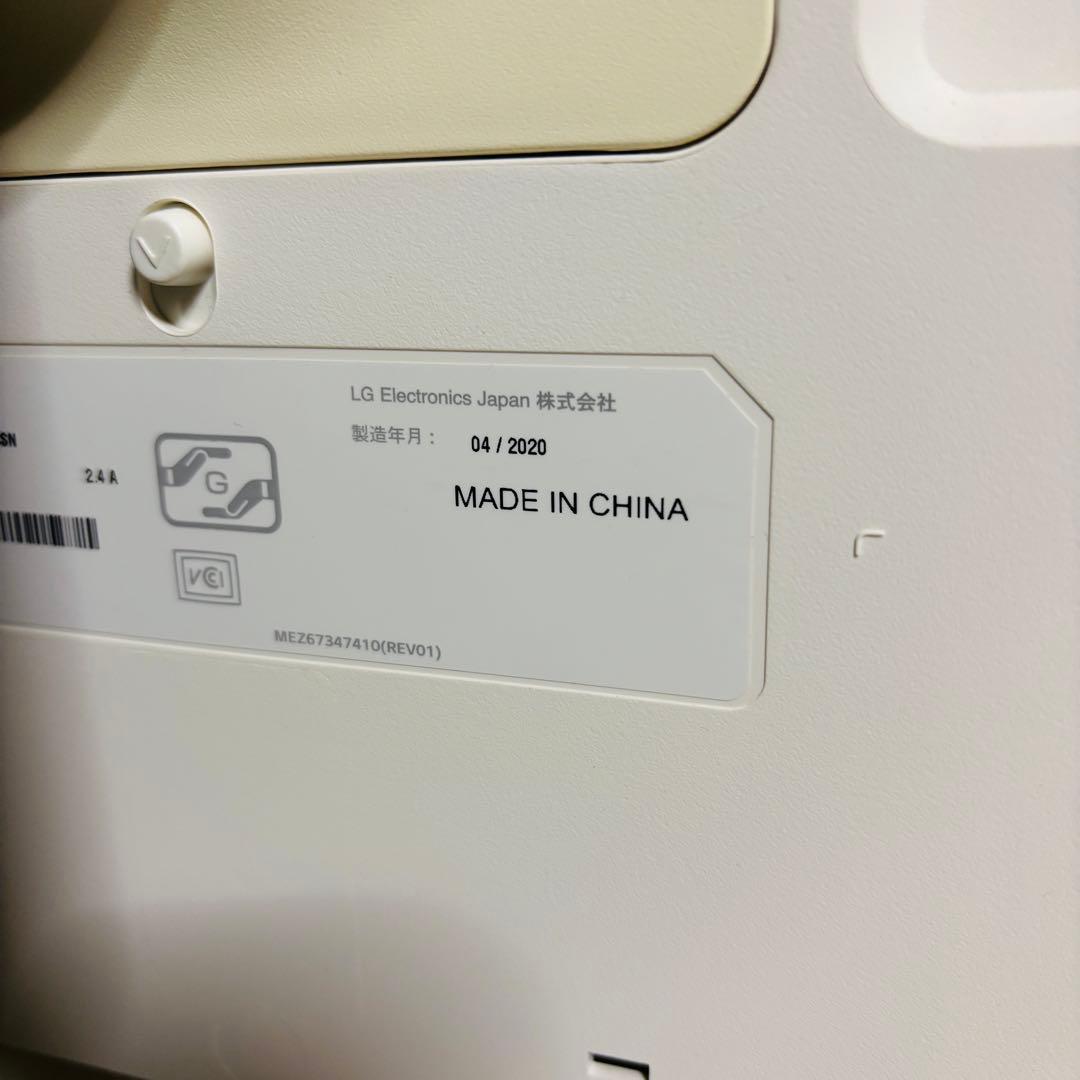 LG Electronics Japan 株式会社
製造年月： 04 / 2020
SN
2.4 A
G
MADE IN CHINA
VCCI
MEZ67347410(REV01)